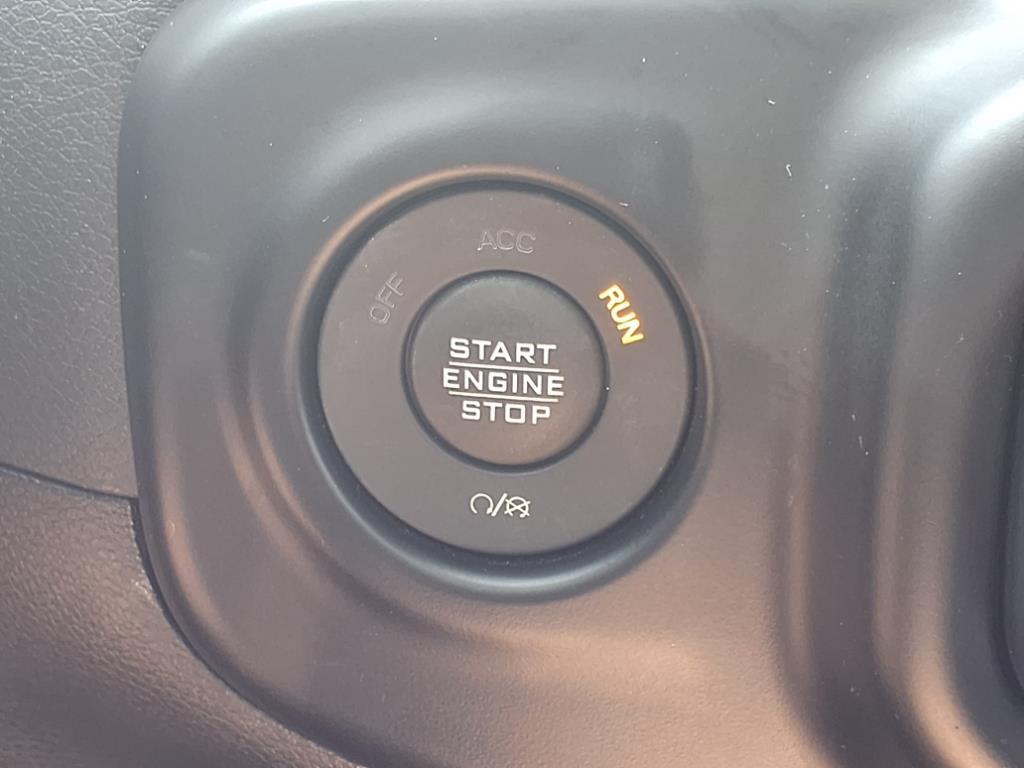 OFF
ACC
RUN
START
ENGINE
STOP